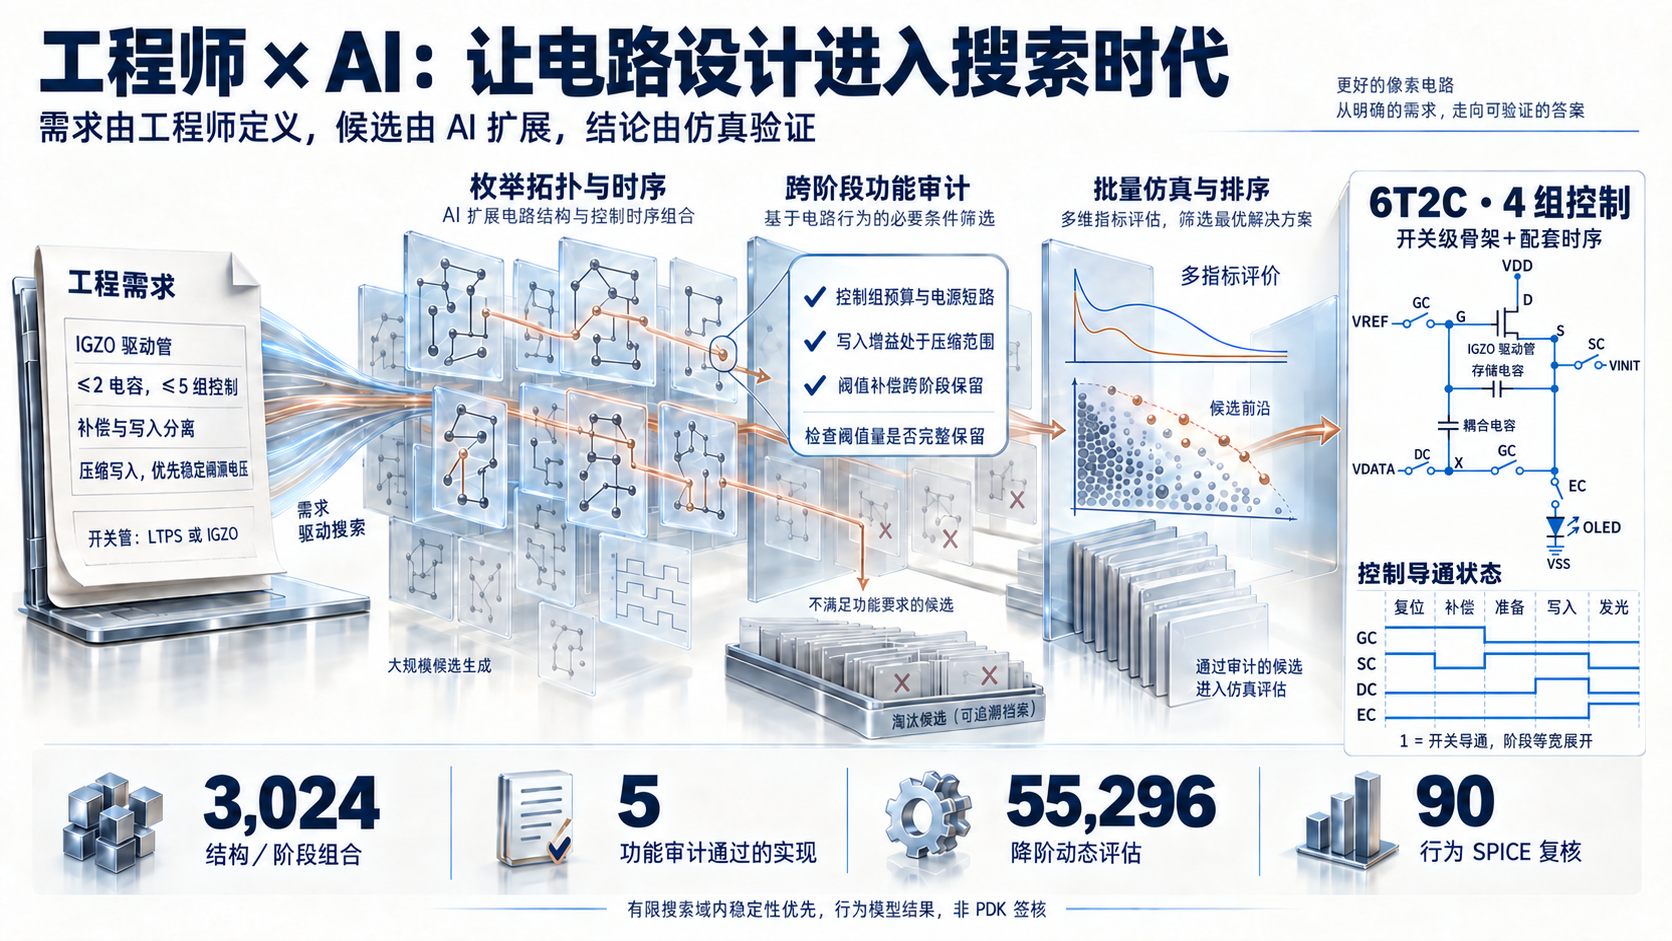 工程师 × AI：让电路设计进入搜索时代
需求由工程师定义，候选由 AI 扩展，结论由仿真验证
更好的像素电路
从明确的需求，走向可验证的答案
工程需求
IGZO 驱动管
≤2 电容，≤5 组控制
补偿与写入分离
压缩写入，优先稳定阈源电压
开关管：LTPS 或 IGZO
需求
驱动搜索
枚举拓扑与时序
AI 扩展电路结构与控制时序组合
大规模候选生成
跨阶段功能审计
基于电路行为的必要条件筛选
控制组预算与电源短路
写入增益处于压缩范围
阈值补偿跨阶段保留
检查阈值量是否完整保留
不满足功能要求的候选
淘汰候选（可追溯档案）
批量仿真与排序
多维指标评估，筛选最优解决方案
多指标评价
候选前沿
通过审计的候选
进入仿真评估
6T2C · 4 组控制
开关级骨架＋配套时序
VDD
D
GC
VREF
G
S
IGZO 驱动管
SC
VINIT
存储电容
耦合电容
VDATA
DC
X
GC
EC
OLED
VSS
控制导通状态
复位 补偿 准备 写入 发光
GC
SC
DC
EC
1 = 开关导通，阶段等宽展开
3,024
结构／阶段组合
5
功能审计通过的实现
55,296
降阶动态评估
90
行为 SPICE 复核
有限搜索域内稳定性优先，行为模型结果，非 PDK 签核